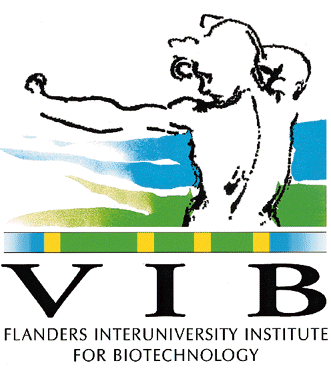 VIB
FLANDERS INTERUNIVERSITY INSTITUTE
FOR BIOTECHNOLOGY